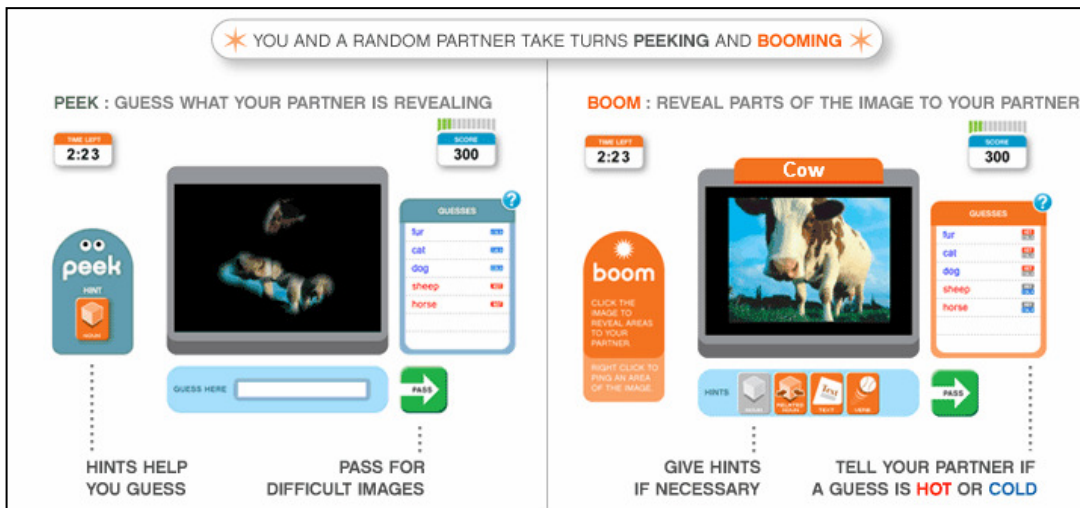 YOU AND A RANDOM PARTNER TAKE TURNS PEEKING AND BOOMING
PEEK : GUESS WHAT YOUR PARTNER IS REVEALING
TIME LEFT
2:23
SCORE
300
peek
HINT
NOUN
?
GUESSES
fur
cat
dog
sheep
horse
GUESS HERE
PASS
HINTS HELP
YOU GUESS
PASS FOR
DIFFICULT IMAGES
BOOM : REVEAL PARTS OF THE IMAGE TO YOUR PARTNER
TIME LEFT
2:23
SCORE
300
Cow
boom
CLICK THE
IMAGE TO
REVEAL AREAS
TO YOUR
PARTNER.
RIGHT CLICK TO
PING AN AREA
OF THE IMAGE.
?
GUESSES
fur
cat
dog
sheep
horse
HINTS
NOUN
RELATED
NOUN
Text
TEXT
VERB
PASS
GIVE HINTS
IF NECESSARY
TELL YOUR PARTNER IF
A GUESS IS HOT OR COLD